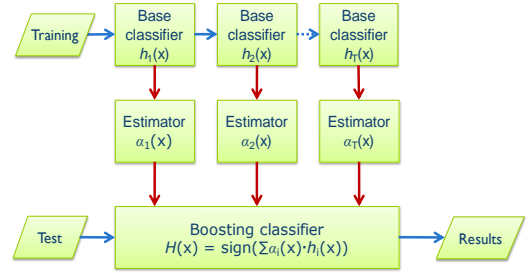 Training
Base
classifier
h₁(x)
Base
classifier
h₂(x)
Base
classifier
hT(x)
Estimator
α₁(x)
Estimator
α₂(x)
Estimator
αT(x)
Test
Boosting classifier
H(x) = sign(∑αᵢ(x)·hᵢ(x))
Results